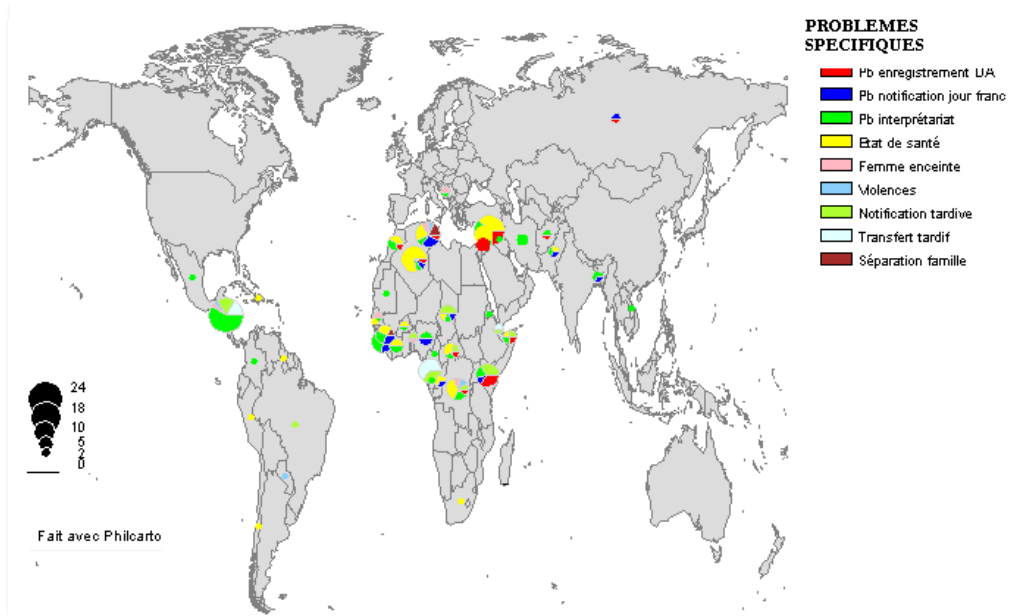 PROBLEMES
SPECIFIQUES
Pb enregistrement DA
Pb notification jour franc
Pb interprétariat
Etat de santé
Femme enceinte
Violences
Notification tardive
Transfert tardif
Séparation famille
24
18
10
5
2
0
Fait avec Philcarto